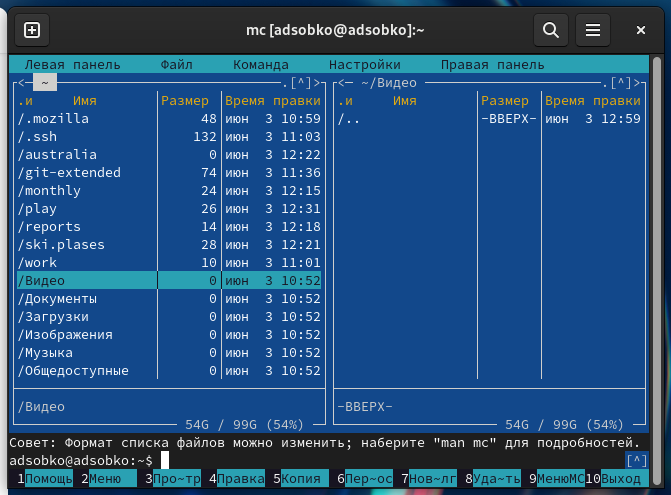 mc [adsobko@adsobko]:~
Левая панель Файл Команда Настройки Правая панель
<— ~ .[^]> <— ~/Видео .[^]>
.и Имя Размер Время правки .и Имя Размер Время правки
/.mozilla 48 июн 3 10:59 /.. -ВВЕРХ- июн 3 12:59
/.ssh 132 июн 3 11:03
/australia 0 июн 3 12:22
/git-extended 74 июн 3 11:36
/monthly 24 июн 3 12:15
/play 26 июн 3 12:31
/reports 14 июн 3 12:18
/ski.plases 28 июн 3 12:21
/work 10 июн 3 11:01
/Видео 0 июн 3 10:52
/Документы 0 июн 3 10:52
/Загрузки 0 июн 3 10:52
/Изображения 0 июн 3 10:52
/Музыка 0 июн 3 10:52
/Общедоступные 0 июн 3 10:52
/Видео -ВВЕРХ-
54G / 99G (54%) 54G / 99G (54%)
Совет: Формат списка файлов можно изменить; наберите "man mc" для подробностей.
adsobko@adsobko:~$ [^]
1Помощь 2Меню 3Про~тр 4Правка 5Копия 6Пер~ос 7Нов~лг 8Уда~ть 9МенюMC 10Выход